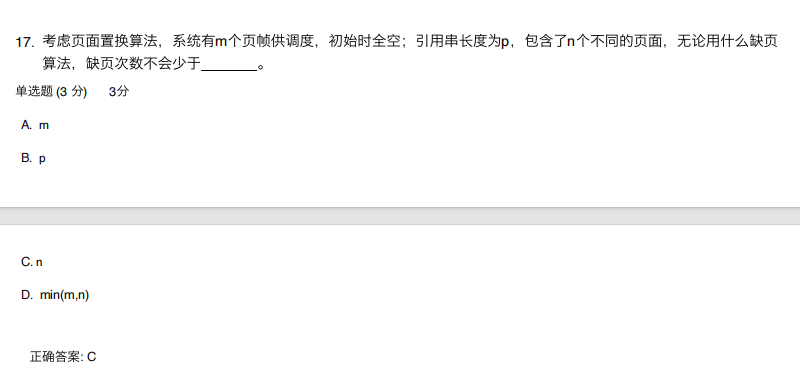 17. 考虑页面置换算法，系统有m个页帧供调度，初始时全空；引用串长度为p，包含了n个不同的页面，无论用什么缺页
算法，缺页次数不会少于_______。
单选题 (3 分) 3分
A. m
B. p
C. n
D. min(m,n)
正确答案: C